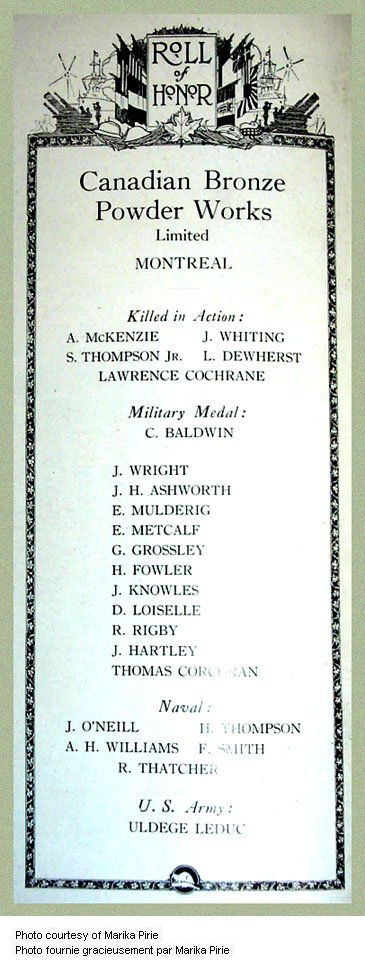 ROLL
of
HONOR
Canadian Bronze
Powder Works
Limited
MONTREAL
Killed in Action:
A. McKENZIE J. WHITING
S. THOMPSON JR. L. DEWHERST
LAWRENCE COCHRANE
Military Medal:
C. BALDWIN
J. WRIGHT
J. H. ASHWORTH
E. MULDERIG
E. METCALF
G. GROSSLEY
H. FOWLER
J. KNOWLES
D. LOISELLE
R. RIGBY
J. HARTLEY
THOMAS CORCORAN
Naval:
J. O'NEILL H. THOMPSON
A. H. WILLIAMS F. SMITH
R. THATCHER
U. S. Army:
ULDEGE LEDUC
Photo courtesy of Marika Pirie
Photo fournie gracieusement par Marika Pirie